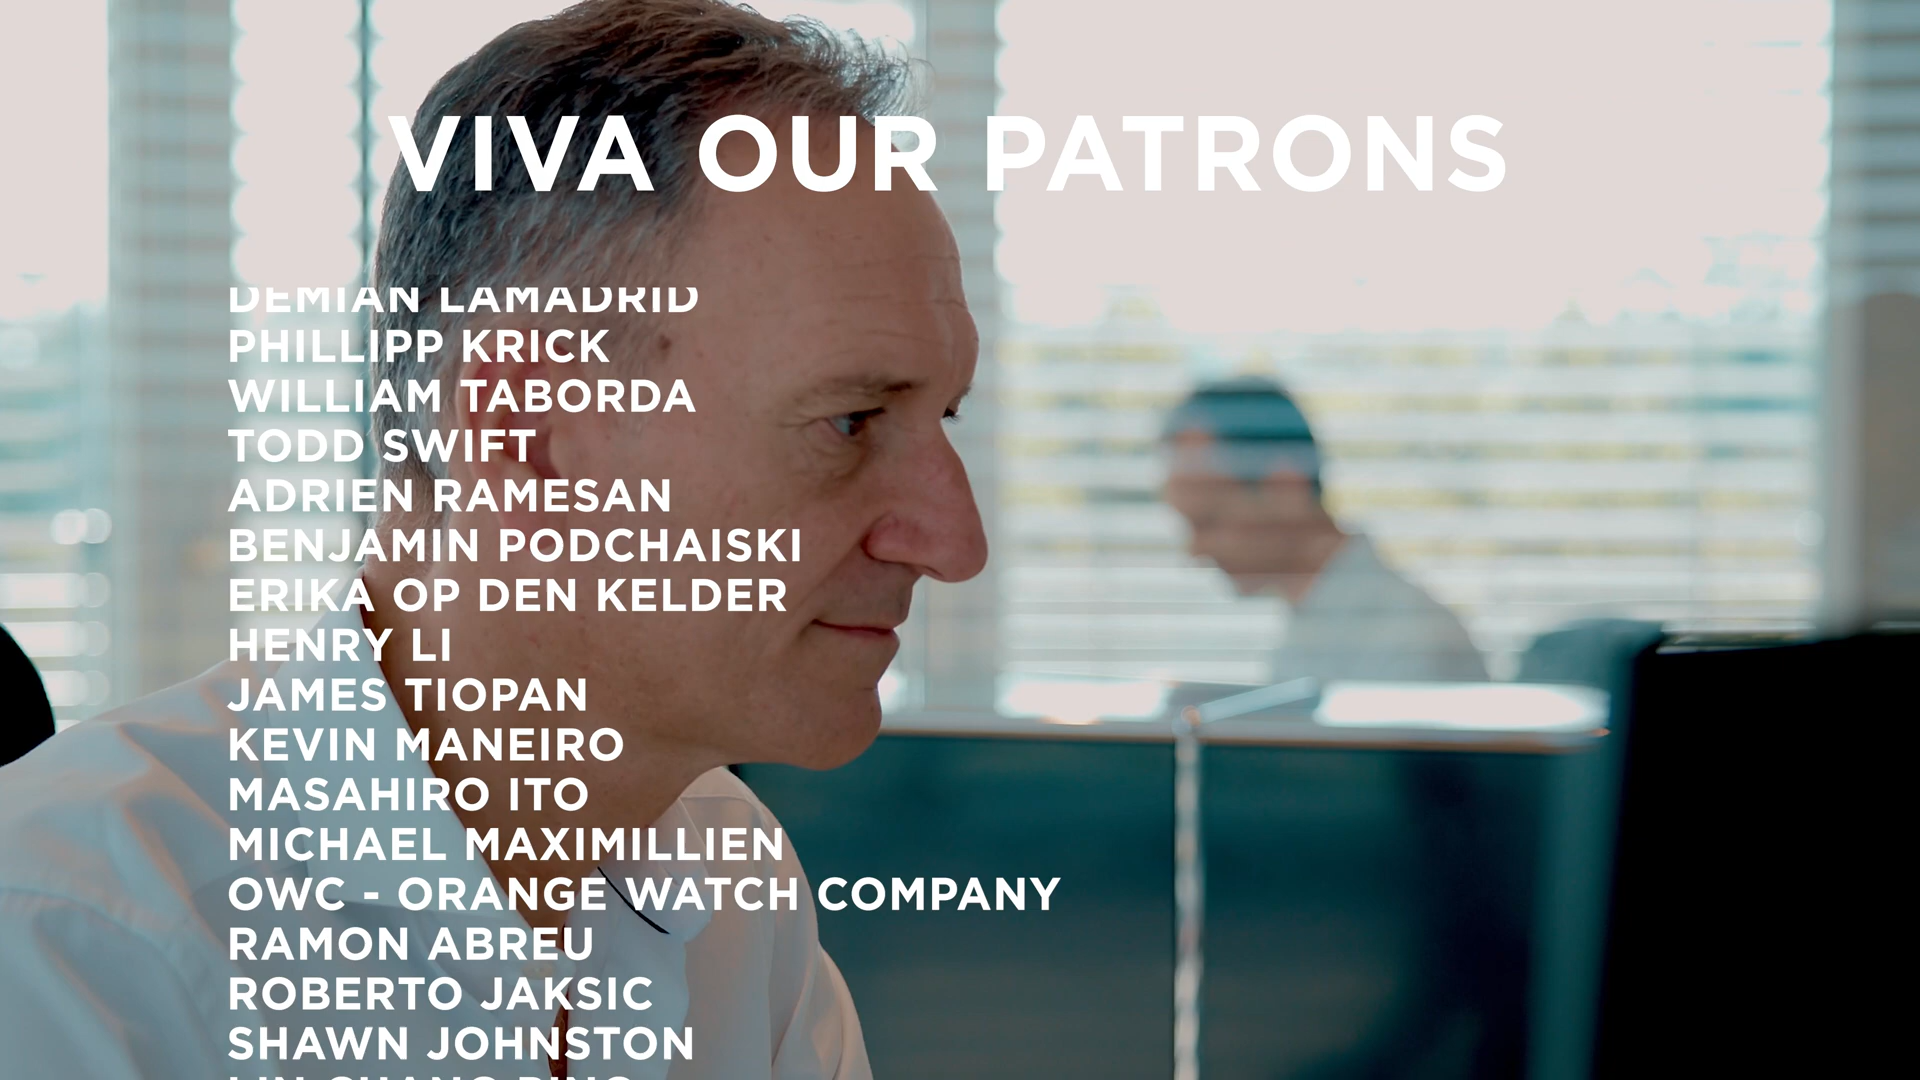 VIVA OUR PATRONS
DEMIAN LAMADRID
PHILLIPP KRICK
WILLIAM TABORDA
TODD SWIFT
ADRIEN RAMESAN
BENJAMIN PODCHAISKI
ERIKA OP DEN KELDER
HENRY LI
JAMES TIOPAN
KEVIN MANEIRO
MASAHIRO ITO
MICHAEL MAXIMILLIEN
OWC - ORANGE WATCH COMPANY
RAMON ABREU
ROBERTO JAKSIC
SHAWN JOHNSTON